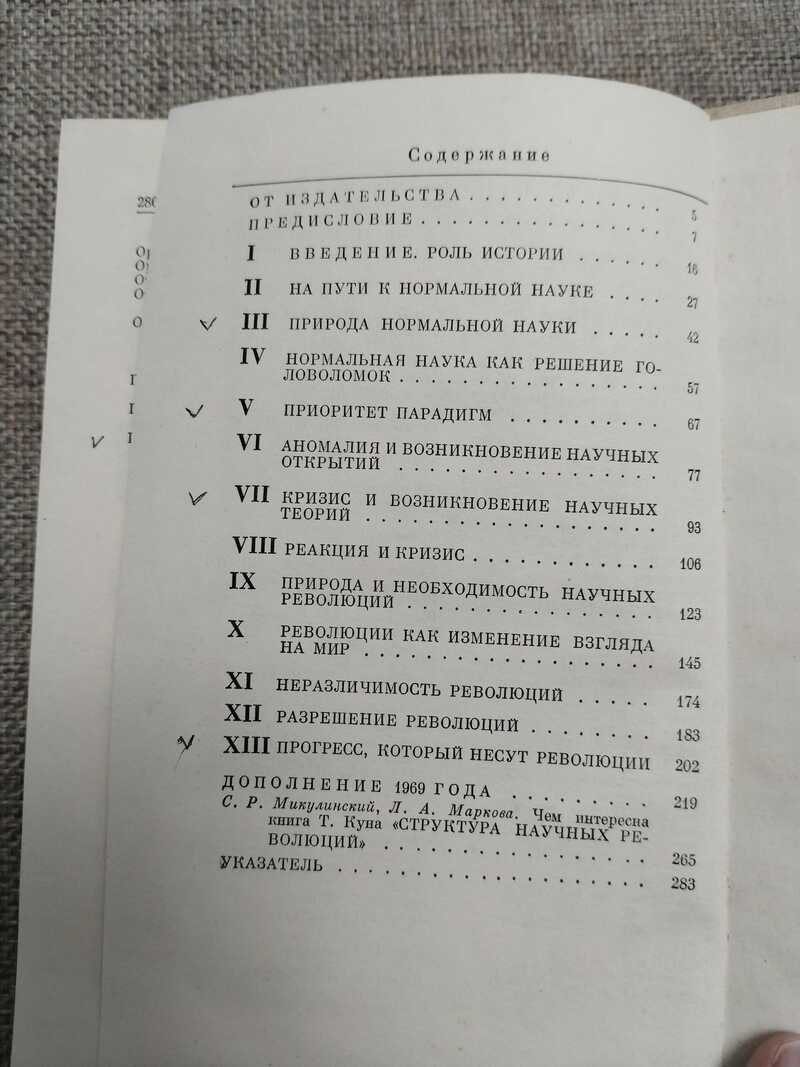 Содержание
ОТ ИЗДАТЕЛЬСТВА . . . . . . . . . . . . . 5
ПРЕДИСЛОВИЕ . . . . . . . . . . . . . . . 7
I ВВЕДЕНИЕ. РОЛЬ ИСТОРИИ . . . . . . 16
II НА ПУТИ К НОРМАЛЬНОЙ НАУКЕ . . . . 27
III ПРИРОДА НОРМАЛЬНОЙ НАУКИ . . . . . 42
IV НОРМАЛЬНАЯ НАУКА КАК РЕШЕНИЕ ГО-
ЛОВОЛОМОК . . . . . . . . . . . . . . . . 57
V ПРИОРИТЕТ ПАРАДИГМ . . . . . . . . . . 67
VI АНОМАЛИЯ И ВОЗНИКНОВЕНИЕ НАУЧНЫХ
ОТКРЫТИЙ . . . . . . . . . . . . . . . . 77
VII КРИЗИС И ВОЗНИКНОВЕНИЕ НАУЧНЫХ
ТЕОРИЙ . . . . . . . . . . . . . . . . . . 93
VIII РЕАКЦИЯ И КРИЗИС . . . . . . . . . . . . 106
IX ПРИРОДА И НЕОБХОДИМОСТЬ НАУЧНЫХ
РЕВОЛЮЦИЙ . . . . . . . . . . . . . . . 123
X РЕВОЛЮЦИИ КАК ИЗМЕНЕНИЕ ВЗГЛЯДА
НА МИР . . . . . . . . . . . . . . . . . . 145
XI НЕРАЗЛИЧИМОСТЬ РЕВОЛЮЦИЙ . . . . . 174
XII РАЗРЕШЕНИЕ РЕВОЛЮЦИЙ . . . . . . . . 183
XIII ПРОГРЕСС, КОТОРЫЙ НЕСУТ РЕВОЛЮЦИИ 202
ДОПОЛНЕНИЕ 1969 ГОДА . . . . . . . . . 219
С. Р. Микулинский, Л. А. Маркова. Чем интересна
книга Т. Куна «СТРУКТУРА НАУЧНЫХ РЕ-
ВОЛЮЦИЙ» . . . . . . . . . . . . . . . . 265
УКАЗАТЕЛЬ . . . . . . . . . . . . . . . . . . 283